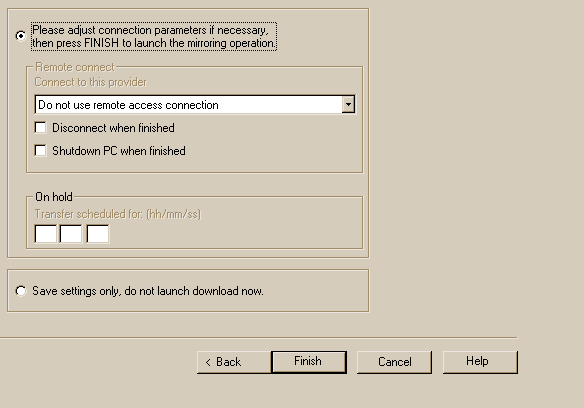 Please adjust connection parameters if necessary,
then press FINISH to launch the mirroring operation.
Remote connect
Connect to this provider
Do not use remote access connection
Disconnect when finished
Shutdown PC when finished
On hold
Transfer scheduled for: (hh/mm/ss)
Save settings only, do not launch download now.
< Back Finish Cancel Help